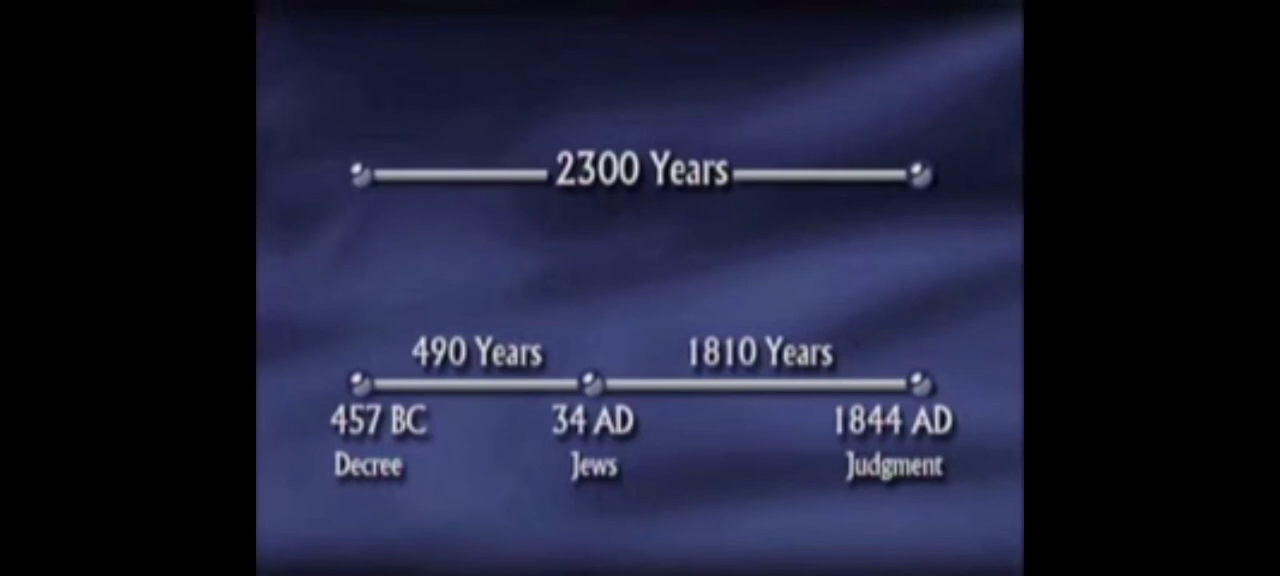 2300 Years
490 Years 1810 Years
457 BC 34 AD 1844 AD
Decree Jews Judgment